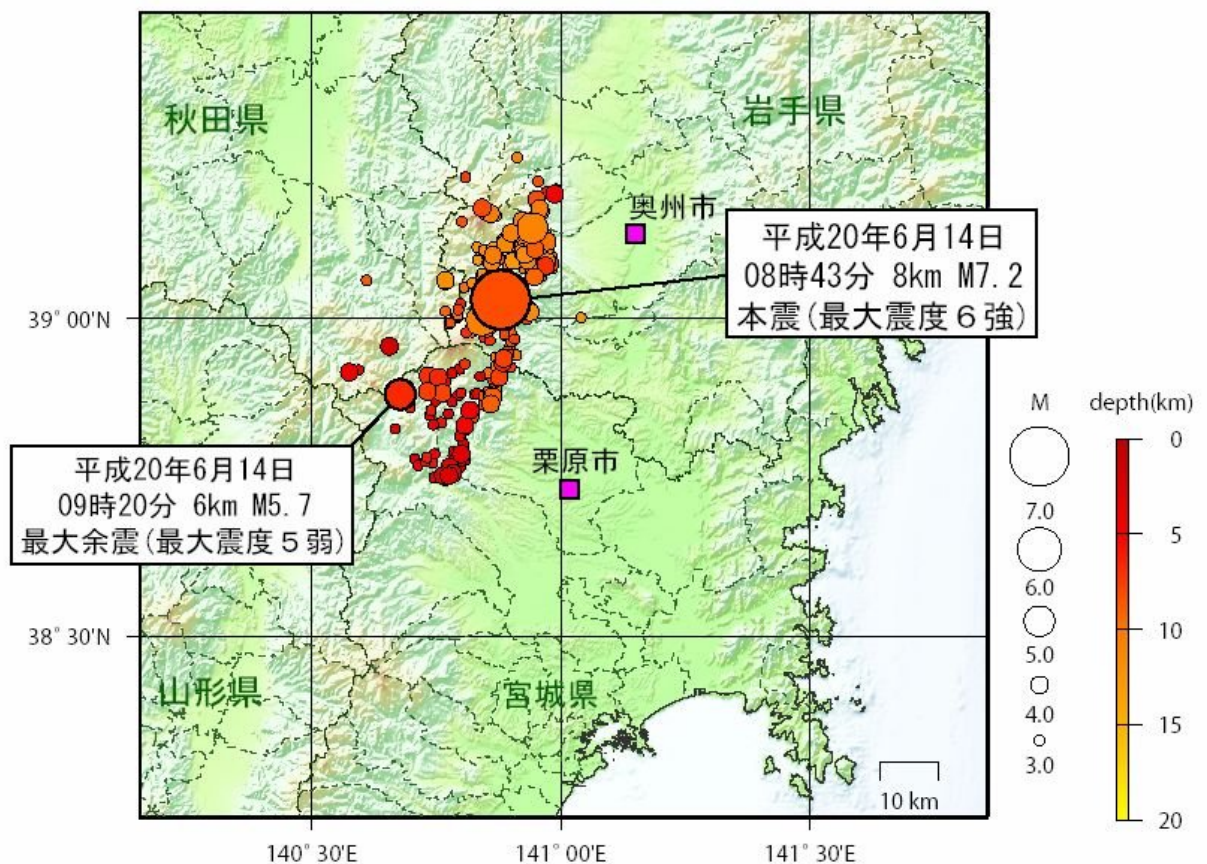 秋田県
岩手県
奥州市
平成20年6月14日
08時43分 8km M7.2
本震(最大震度6強)
39° 00'N
M
depth(km)
0
平成20年6月14日
09時20分 6km M5.7
最大余震(最大震度5弱)
栗原市
7.0
5
6.0
38° 30'N
10
5.0
山形県
宮城県
4.0
15
3.0
10 km
20
140° 30'E
141° 00'E
141° 30'E